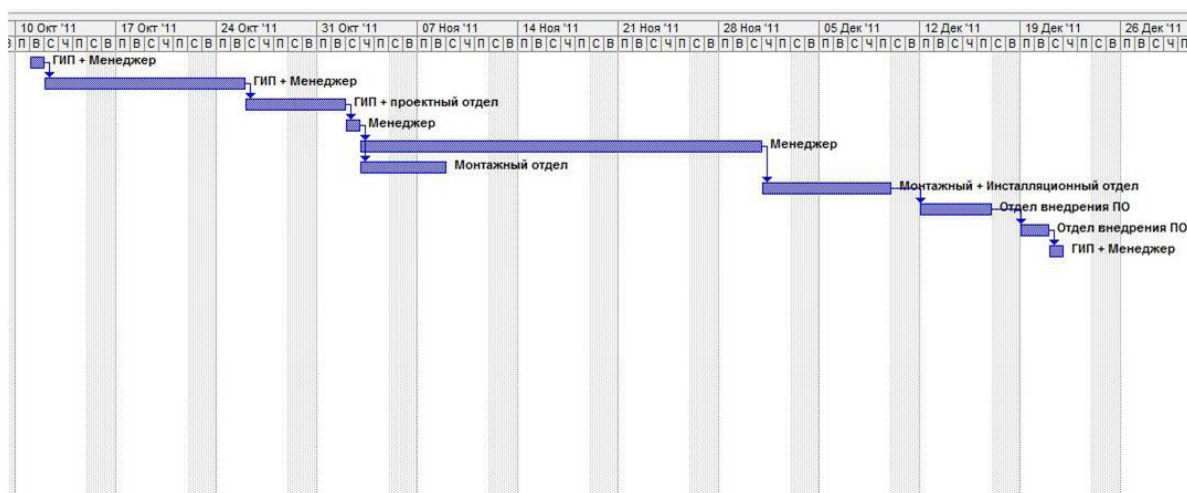 10 Окт '11 17 Окт '11 24 Окт '11 31 Окт '11 07 Ноя '11 14 Ноя '11 21 Ноя '11 28 Ноя '11 05 Дек '11 12 Дек '11 19 Дек '11 26 Дек '11
В П В С Ч П С В П В С Ч П С В П В С Ч П С В П В С Ч П С В П В С Ч П С В П В С Ч П С В П В С Ч П С В П В С Ч П С В П В С Ч П С В П В С Ч П С В П В С Ч П С В П В С Ч П
ГИП + Менеджер
ГИП + Менеджер
ГИП + проектный отдел
Менеджер
Менеджер
Монтажный отдел
Монтажный + Инсталляционный отдел
Отдел внедрения ПО
Отдел внедрения ПО
ГИП + Менеджер